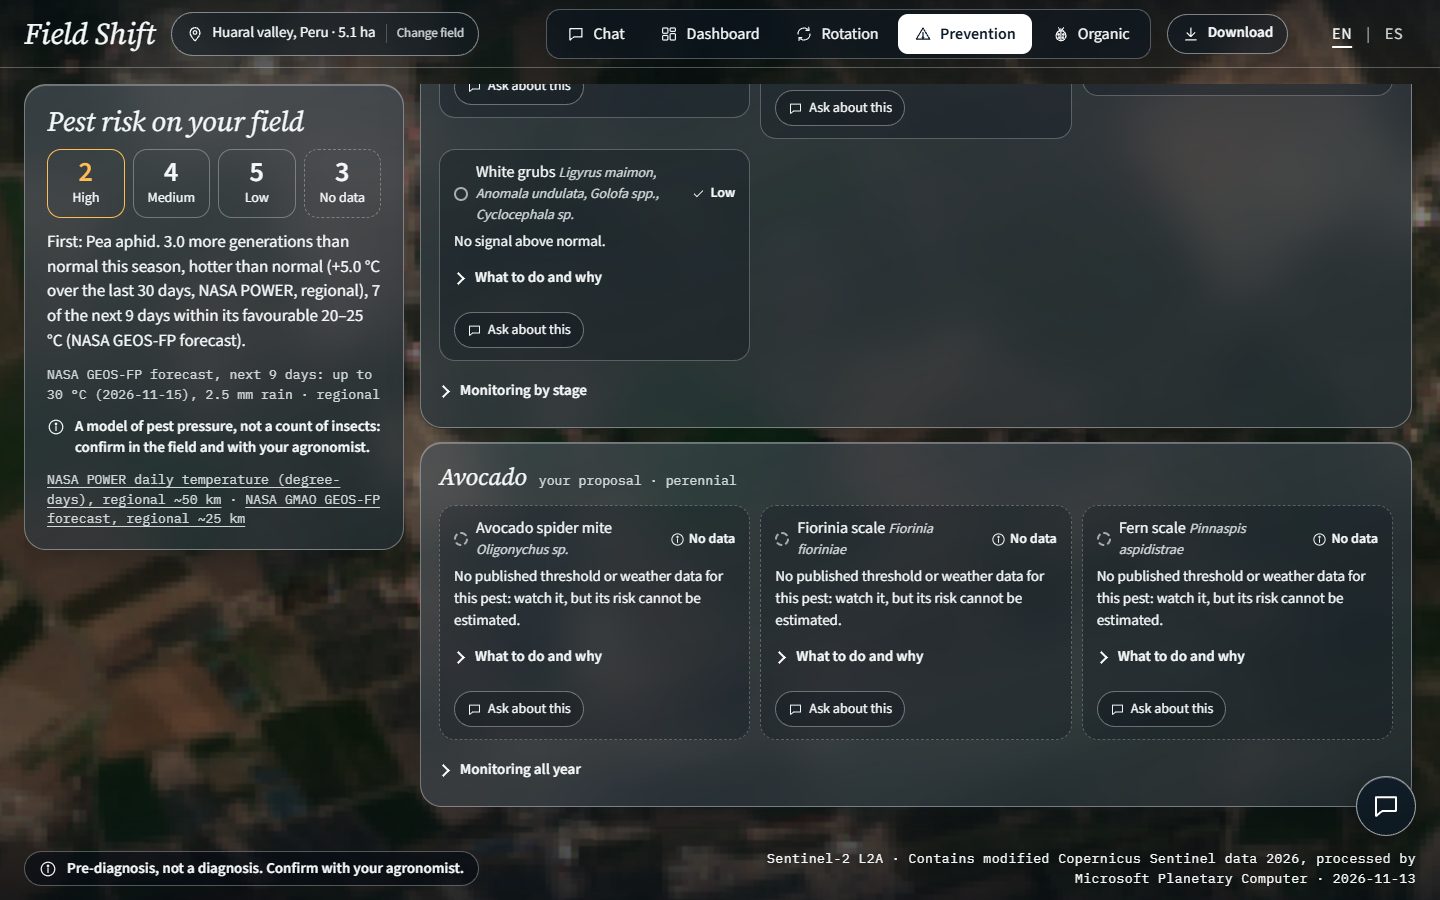 Field Shift
Huaral valley, Peru · 5.1 ha
Change field
Chat
Dashboard
Rotation
Prevention
Organic
Download
EN | ES
Pest risk on your field
2
High
4
Medium
5
Low
3
No data
First: Pea aphid. 3.0 more generations than
normal this season, hotter than normal (+5.0 °C
over the last 30 days, NASA POWER, regional), 7
of the next 9 days within its favourable 20–25
°C (NASA GEOS-FP forecast).
NASA GEOS-FP forecast, next 9 days: up to
30 °C (2026-11-15), 2.5 mm rain · regional
A model of pest pressure, not a count of insects:
confirm in the field and with your agronomist.
NASA POWER daily temperature (degree-
days), regional ~50 km · NASA GMAO GEOS-FP
forecast, regional ~25 km
Ask about this
Ask about this
White grubs Ligyrus maimon,
Anomala undulata, Golofa spp.,
Cyclocephala sp.
Low
No signal above normal.
What to do and why
Ask about this
Monitoring by stage
Avocado your proposal · perennial
Avocado spider mite
Oligonychus sp.
No data
No published threshold or weather data for
this pest: watch it, but its risk cannot be
estimated.
What to do and why
Ask about this
Fiorinia scale Fiorinia
fioriniae
No data
No published threshold or weather data for
this pest: watch it, but its risk cannot be
estimated.
What to do and why
Ask about this
Fern scale Pinnaspis
aspidistrae
No data
No published threshold or weather data for
this pest: watch it, but its risk cannot be
estimated.
What to do and why
Ask about this
Monitoring all year
Pre-diagnosis, not a diagnosis. Confirm with your agronomist.
Sentinel-2 L2A · Contains modified Copernicus Sentinel data 2026, processed by
Microsoft Planetary Computer · 2026-11-13